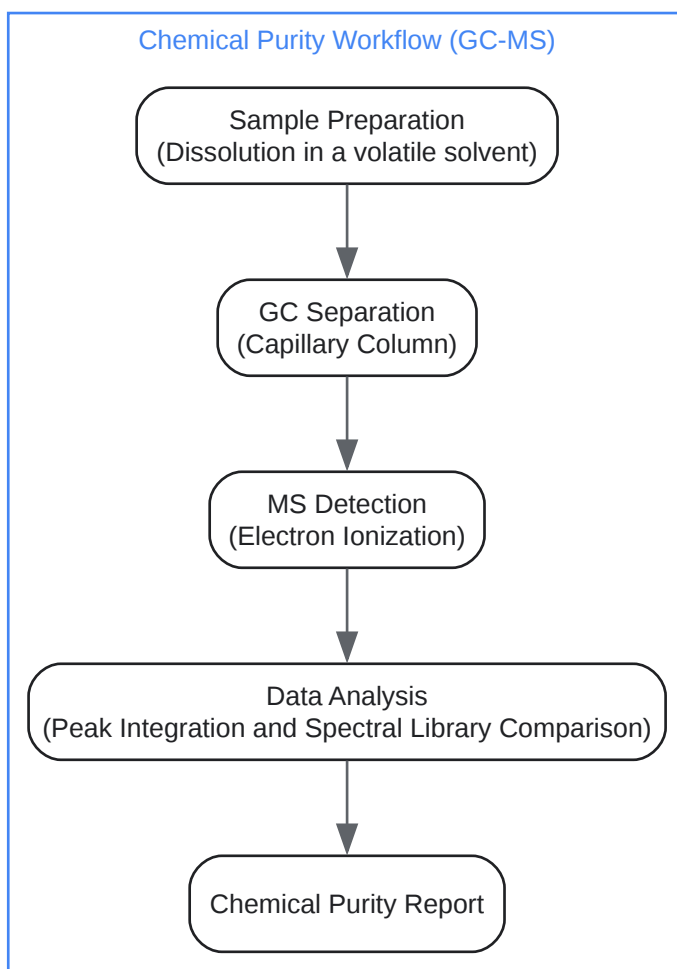 Chemical Purity Workflow (GC-MS)
Sample Preparation
(Dissolution in a volatile solvent)
GC Separation
(Capillary Column)
MS Detection
(Electron Ionization)
Data Analysis
(Peak Integration and Spectral Library Comparison)
Chemical Purity Report